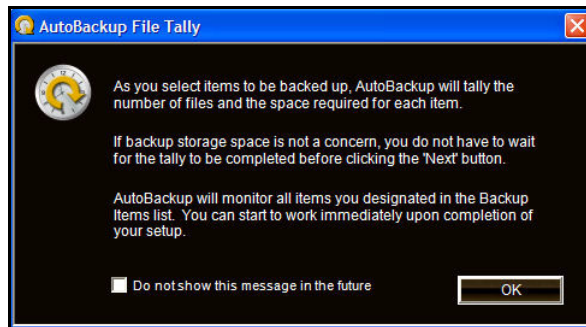 AutoBackup File Tally
As you select items to be backed up, AutoBackup will tally the
number of files and the space required for each item.
If backup storage space is not a concern, you do not have to wait
for the tally to be completed before clicking the 'Next' button.
AutoBackup will monitor all items you designated in the Backup
Items list. You can start to work immediately upon completion of
your setup.
Do not show this message in the future
OK